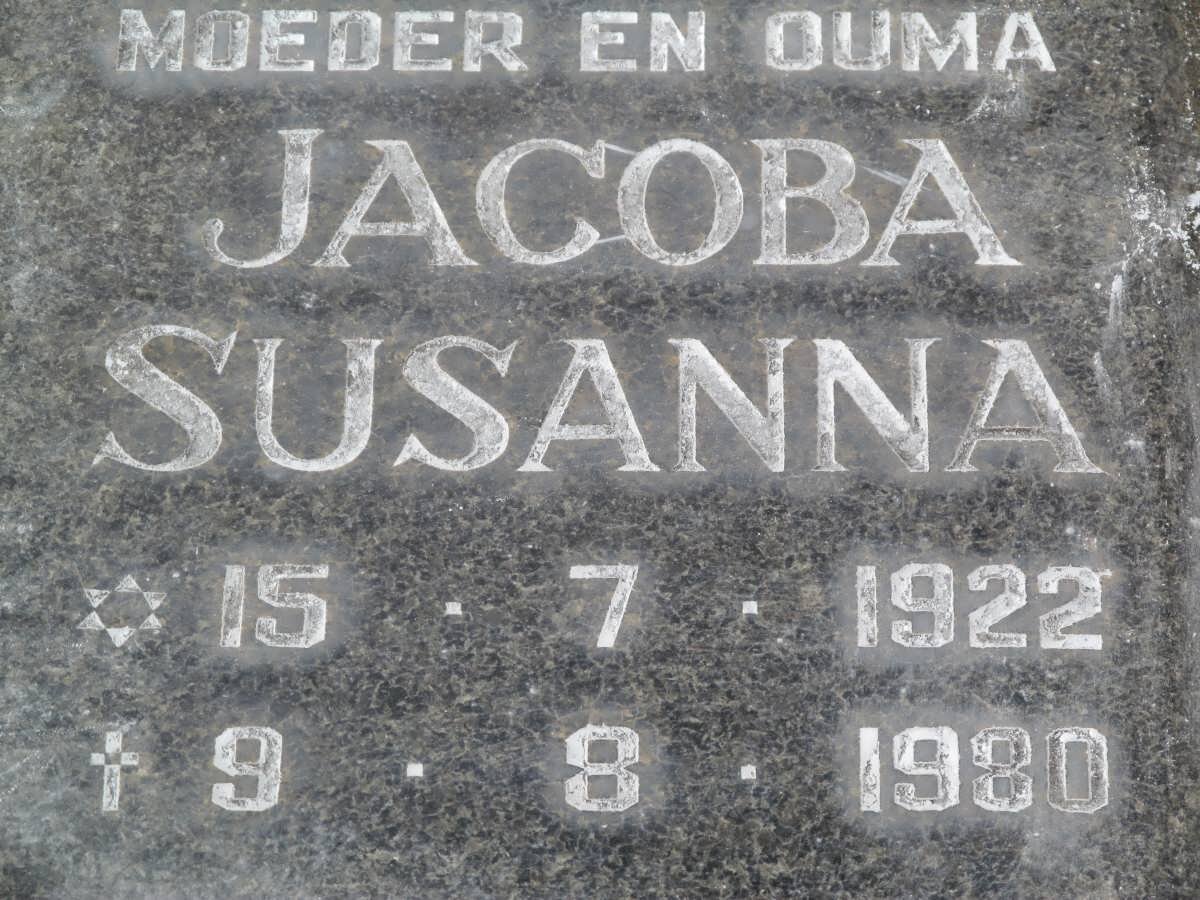 MOEDER EN OUMA
JACOBA
SUSANNA
✡ 15 · 7 · 1922
✝ 9 · 8 · 1980